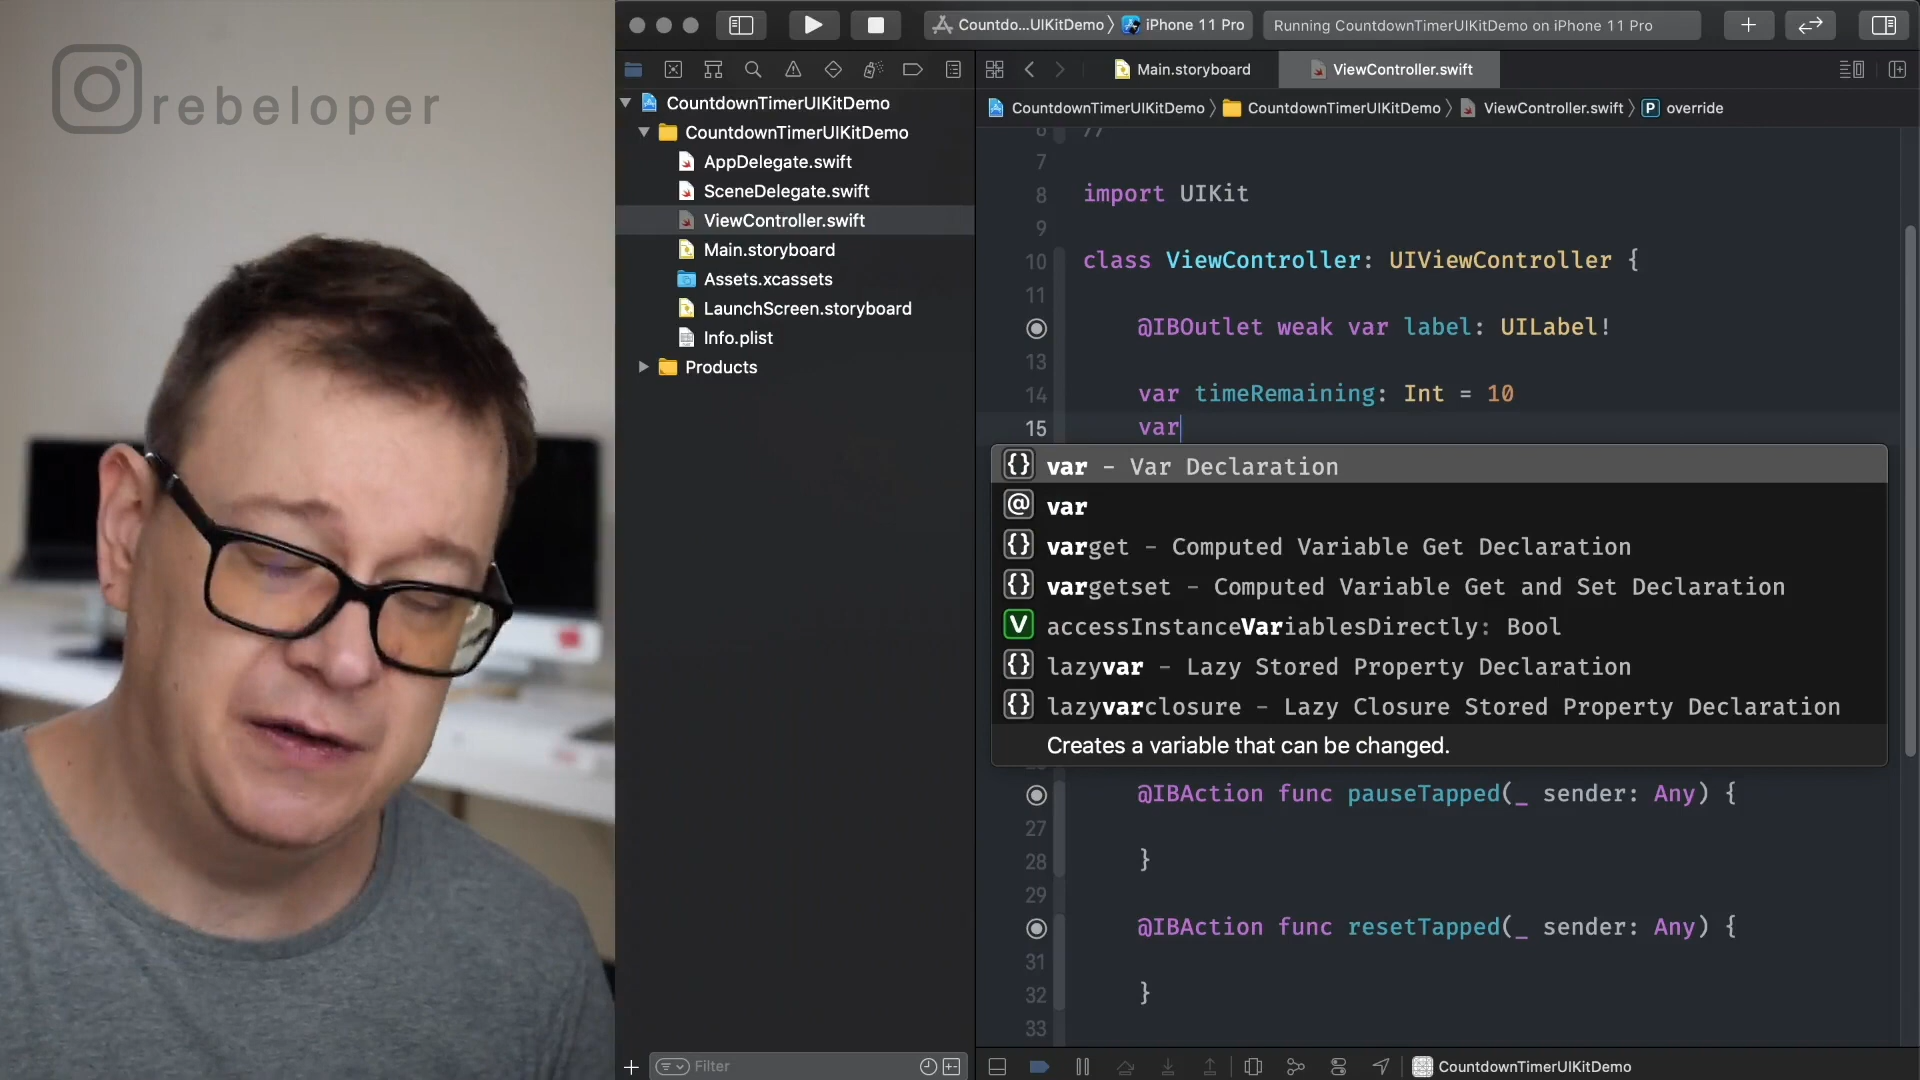 rebeloper
Countdo...UIKitDemo
iPhone 11 Pro
Running CountdownTimerUIKitDemo on iPhone 11 Pro
Main.storyboard
ViewController.swift
CountdownTimerUIKitDemo
CountdownTimerUIKitDemo
AppDelegate.swift
SceneDelegate.swift
ViewController.swift
Main.storyboard
Assets.xcassets
LaunchScreen.storyboard
Info.plist
Products
Filter
CountdownTimerUIKitDemo 〉 CountdownTimerUIKitDemo 〉 ViewController.swift 〉 P override
6 //
7
8 import UIKit
9
10 class ViewController: UIViewController {
11
@IBOutlet weak var label: UILabel!
13
14 var timeRemaining: Int = 10
15 var
{} var - Var Declaration
@ var
{} varget - Computed Variable Get Declaration
{} vargetset - Computed Variable Get and Set Declaration
V accessInstanceVariablesDirectly: Bool
{} lazyvar - Lazy Stored Property Declaration
{} lazyvarclosure - Lazy Closure Stored Property Declaration
Creates a variable that can be changed.
@IBAction func pauseTapped(_ sender: Any) {
27
28 }
29
@IBAction func resetTapped(_ sender: Any) {
31
32 }
33
CountdownTimerUIKitDemo